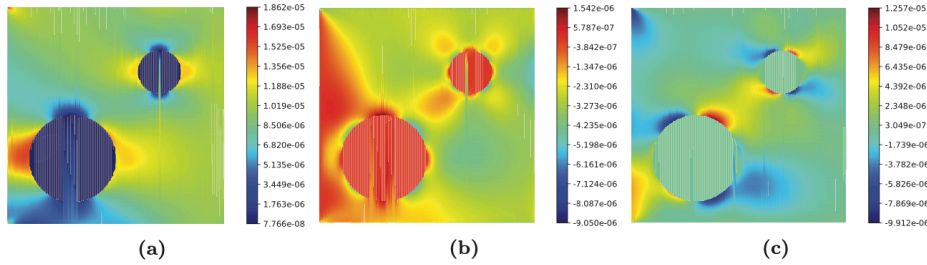 1.862e-05
1.693e-05
1.525e-05
1.356e-05
1.188e-05
1.019e-05
8.506e-06
6.820e-06
5.135e-06
3.449e-06
1.764e-06
7.766e-08
1.542e-06
5.787e-07
-3.842e-07
-1.347e-06
-2.310e-06
-3.273e-06
-4.235e-06
-5.198e-06
-6.161e-06
-7.124e-06
-8.087e-06
-9.050e-06
1.257e-05
1.052e-05
8.479e-06
6.436e-06
4.392e-06
2.348e-06
3.049e-07
-1.739e-06
-3.782e-06
-5.826e-06
-7.869e-06
-9.912e-06
(a)
(b)
(c)